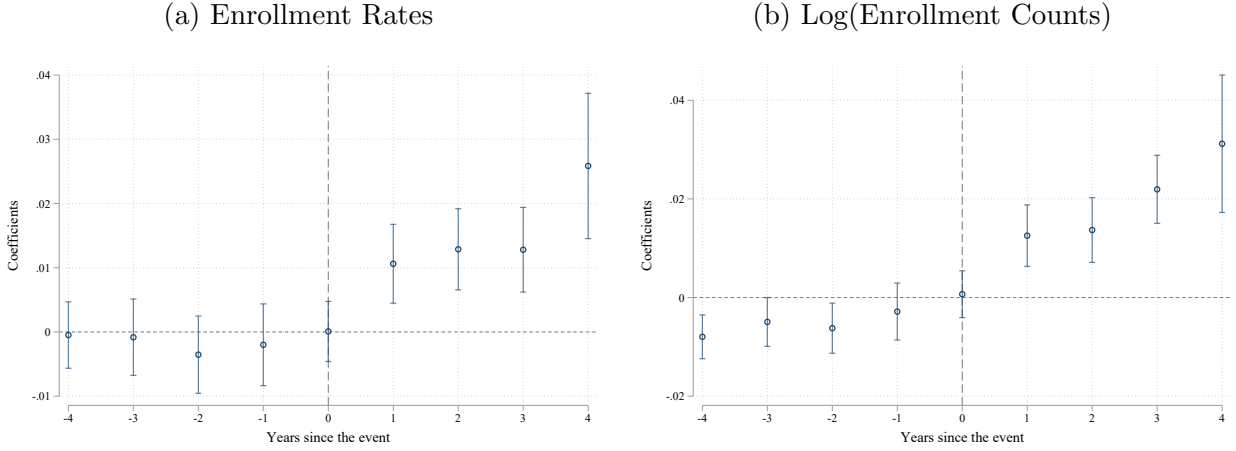 (a) Enrollment Rates
.04
.03
.02
.01
0
-.01
Coefficients
-4 -3 -2 -1 0 1 2 3 4
Years since the event
(b) Log(Enrollment Counts)
.04
.02
0
-.02
Coefficients
-4 -3 -2 -1 0 1 2 3 4
Years since the event